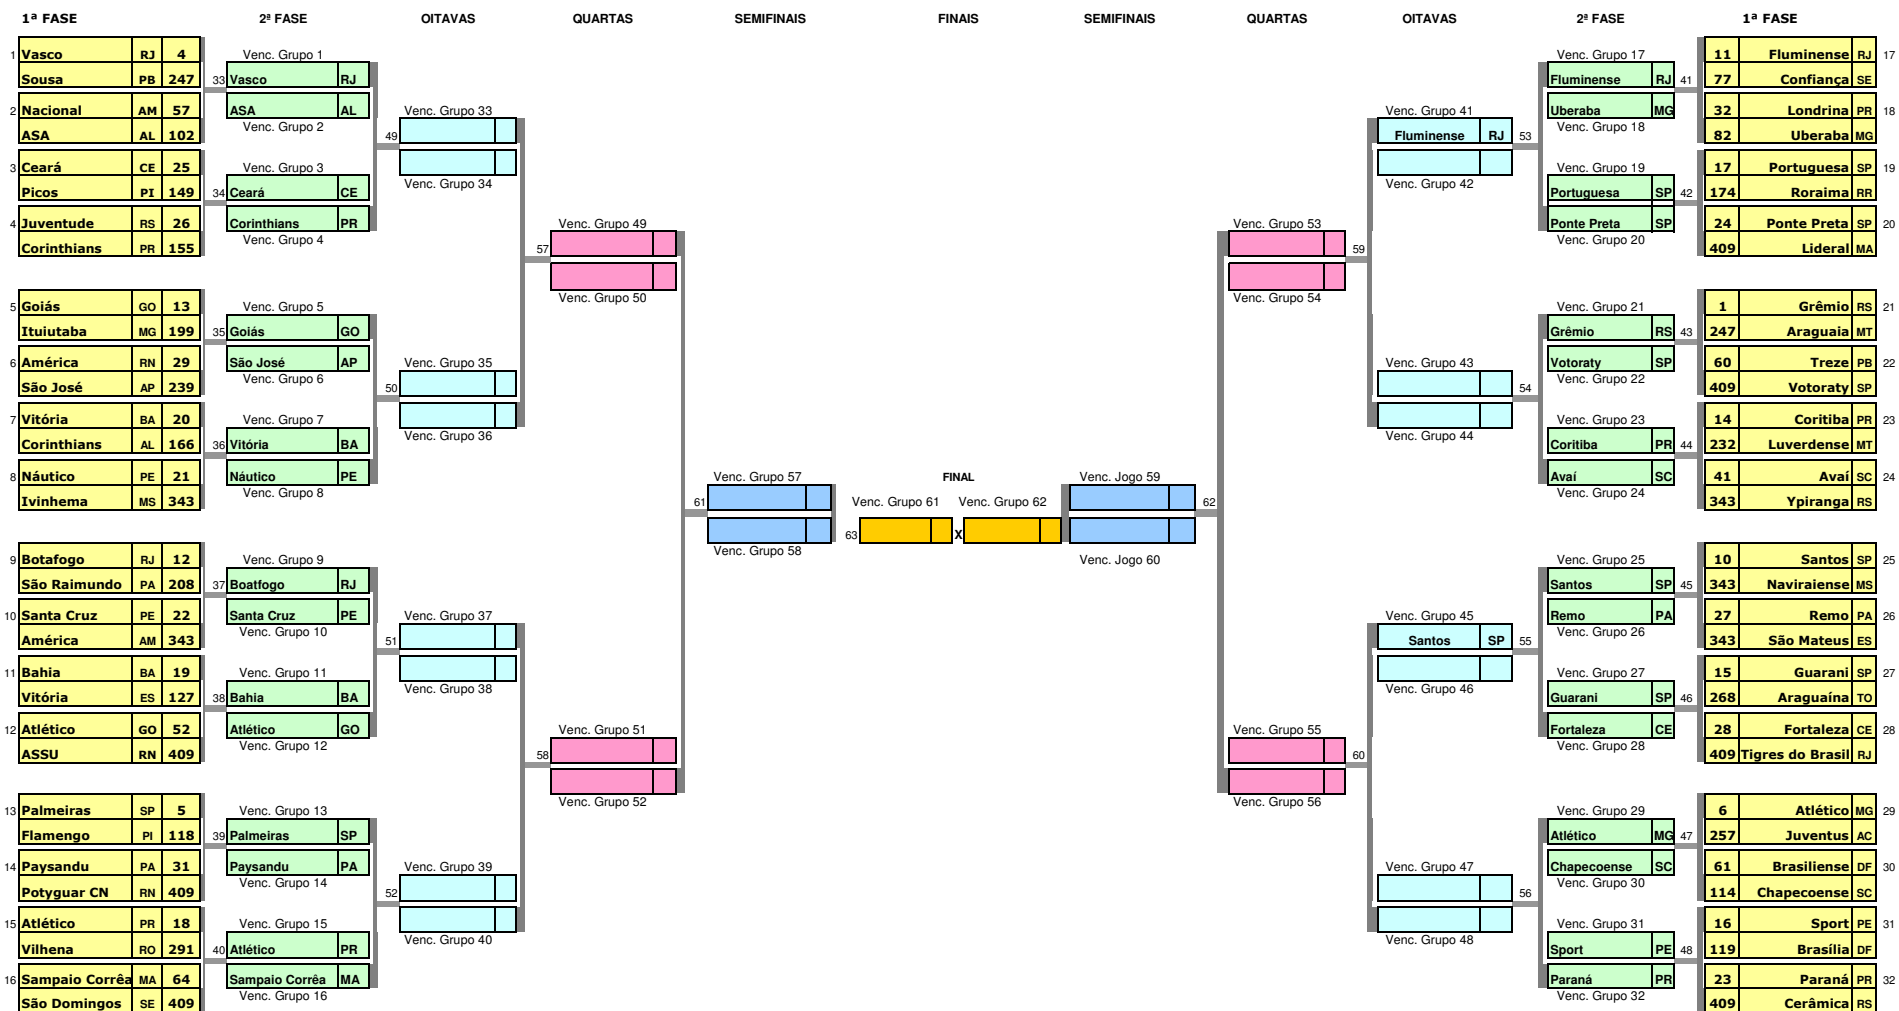 1ª FASE 2ª FASE OITAVAS QUARTAS SEMIFINAIS FINAIS SEMIFINAIS QUARTAS OITAVAS 2ª FASE 1ª FASE
1 Vasco RJ 4
Sousa PB 247
2 Nacional AM 57
ASA AL 102
3 Ceará CE 25
Picos PI 149
4 Juventude RS 26
Corinthians PR 155
5 Goiás GO 13
Ituiutaba MG 199
6 América RN 29
São José AP 239
7 Vitória BA 20
Corinthians AL 166
8 Náutico PE 21
Ivinhema MS 343
9 Botafogo RJ 12
São Raimundo PA 208
10 Santa Cruz PE 22
América AM 343
11 Bahia BA 19
Vitória ES 127
12 Atlético GO 52
ASSU RN 409
13 Palmeiras SP 5
Flamengo PI 118
14 Paysandu PA 31
Potyguar CN RN 409
15 Atlético PR 18
Vilhena RO 291
16 Sampaio Corrêa MA 64
São Domingos SE 409
Venc. Grupo 1
33 Vasco RJ
ASA AL
Venc. Grupo 2
Venc. Grupo 3
34 Ceará CE
Corinthians PR
Venc. Grupo 4
Venc. Grupo 5
35 Goiás GO
São José AP
Venc. Grupo 6
Venc. Grupo 7
36 Vitória BA
Náutico PE
Venc. Grupo 8
Venc. Grupo 9
37 Boatfogo RJ
Santa Cruz PE
Venc. Grupo 10
Venc. Grupo 11
38 Bahia BA
Atlético GO
Venc. Grupo 12
Venc. Grupo 13
39 Palmeiras SP
Paysandu PA
Venc. Grupo 14
Venc. Grupo 15
40 Atlético PR
Sampaio Corrêa MA
Venc. Grupo 16
Venc. Grupo 33
49
Venc. Grupo 34
Venc. Grupo 35
50
Venc. Grupo 36
Venc. Grupo 37
51
Venc. Grupo 38
Venc. Grupo 39
52
Venc. Grupo 40
Venc. Grupo 49
57
Venc. Grupo 50
Venc. Grupo 51
58
Venc. Grupo 52
Venc. Grupo 57
61
Venc. Grupo 58
FINAL
Venc. Grupo 61 Venc. Grupo 62
63 X
Venc. Jogo 59
62
Venc. Jogo 60
Venc. Grupo 53
59
Venc. Grupo 54
Venc. Grupo 55
60
Venc. Grupo 56
Venc. Grupo 41
Fluminense RJ 53
Venc. Grupo 42
Venc. Grupo 43
54
Venc. Grupo 44
Venc. Grupo 45
Santos SP 55
Venc. Grupo 46
Venc. Grupo 47
56
Venc. Grupo 48
Venc. Grupo 17
Fluminense RJ 41
Uberaba MG
Venc. Grupo 18
Venc. Grupo 19
Portuguesa SP 42
Ponte Preta SP
Venc. Grupo 20
Venc. Grupo 21
Grêmio RS 43
Votoraty SP
Venc. Grupo 22
Venc. Grupo 23
Coritiba PR 44
Avaí SC
Venc. Grupo 24
Venc. Grupo 25
Santos SP 45
Remo PA
Venc. Grupo 26
Venc. Grupo 27
Guarani SP 46
Fortaleza CE
Venc. Grupo 28
Venc. Grupo 29
Atlético MG 47
Chapecoense SC
Venc. Grupo 30
Venc. Grupo 31
Sport PE 48
Paraná PR
Venc. Grupo 32
11 Fluminense RJ 17
77 Confiança SE
32 Londrina PR 18
82 Uberaba MG
17 Portuguesa SP 19
174 Roraima RR
24 Ponte Preta SP 20
409 Lideral MA
1 Grêmio RS 21
247 Araguaia MT
60 Treze PB 22
409 Votoraty SP
14 Coritiba PR 23
232 Luverdense MT
41 Avaí SC 24
343 Ypiranga RS
10 Santos SP 25
343 Naviraiense MS
27 Remo PA 26
343 São Mateus ES
15 Guarani SP 27
268 Araguaína TO
28 Fortaleza CE 28
409 Tigres do Brasil RJ
6 Atlético MG 29
257 Juventus AC
61 Brasiliense DF 30
114 Chapecoense SC
16 Sport PE 31
119 Brasília DF
23 Paraná PR 32
409 Cerâmica RS